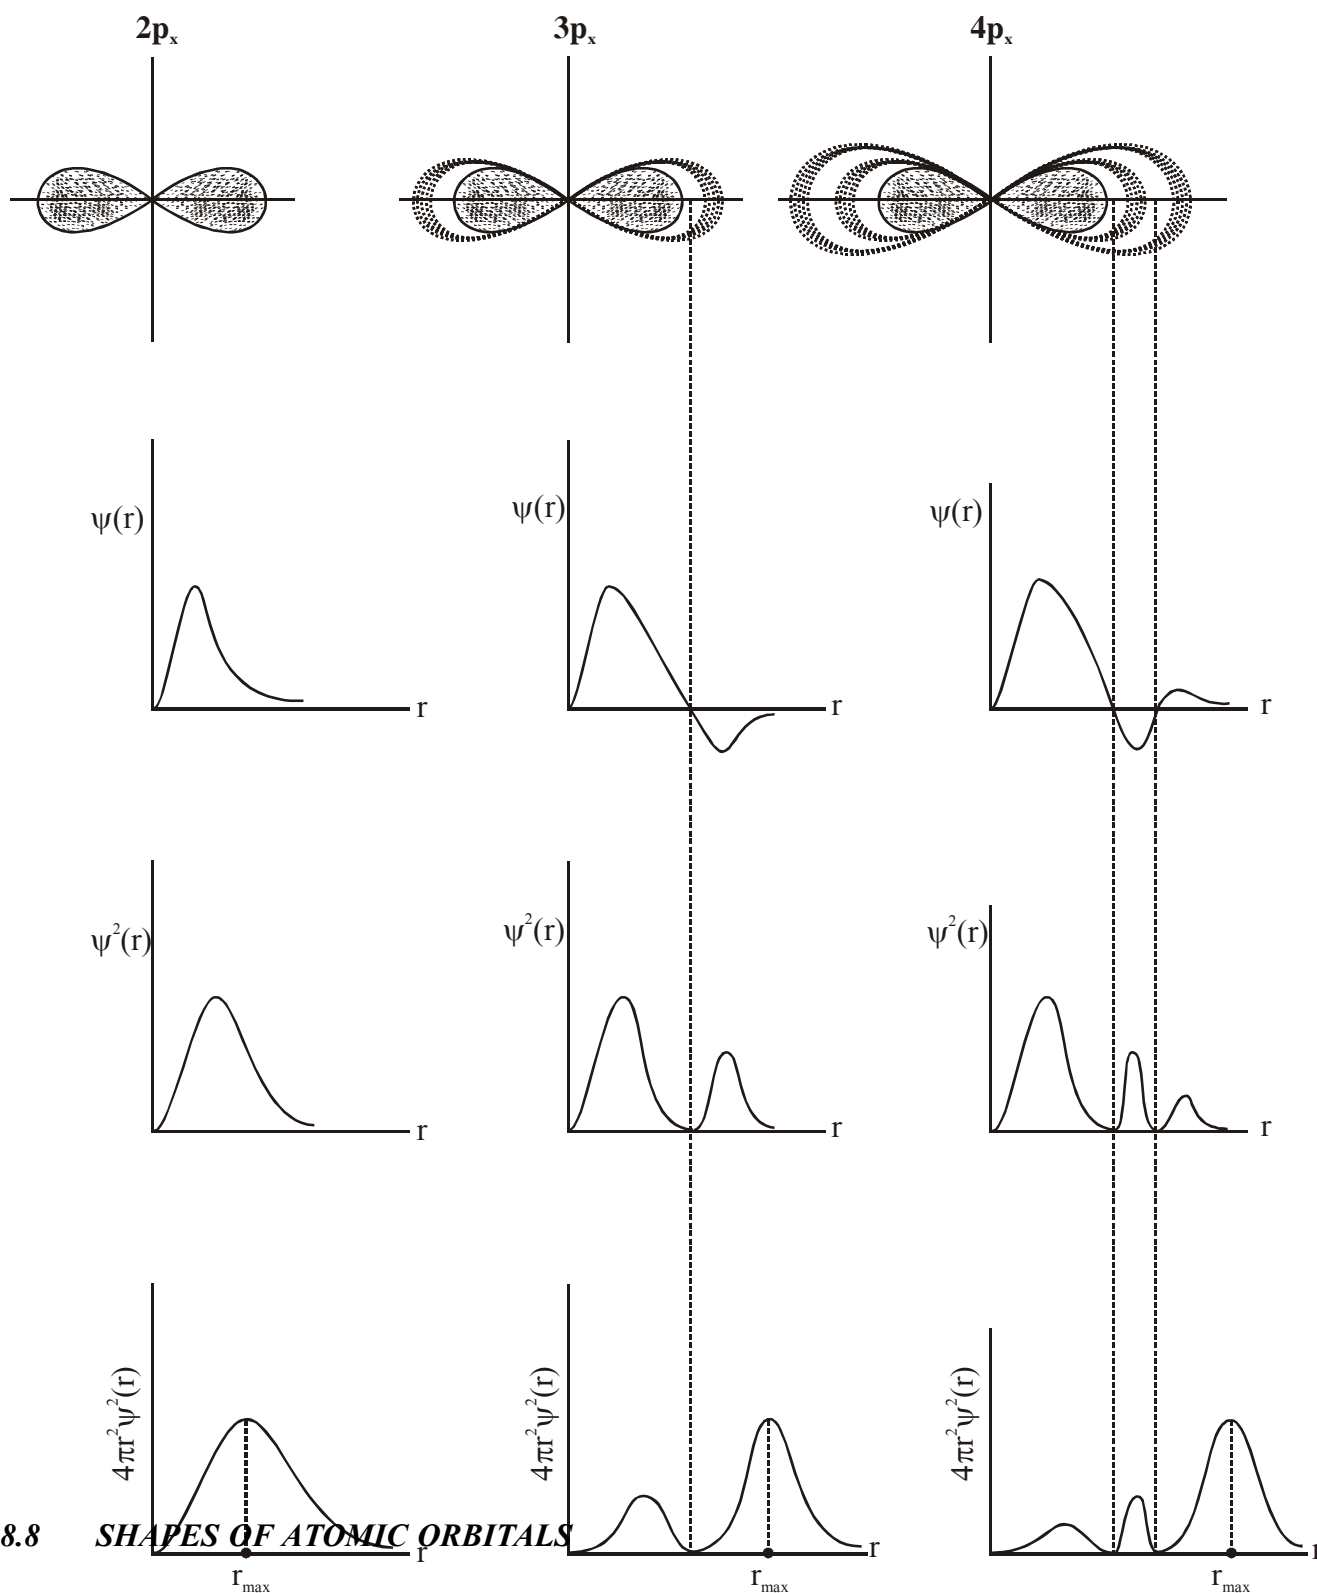 2pₓ 3pₓ 4pₓ
ψ(r) ψ(r) ψ(r)
r r r
ψ²(r) ψ²(r) ψ²(r)
r r r
4πr²ψ²(r) 4πr²ψ²(r) 4πr²ψ²(r)
8.8 SHAPES OF ATOMIC ORBITALS
r r r
r_max r_max r_max